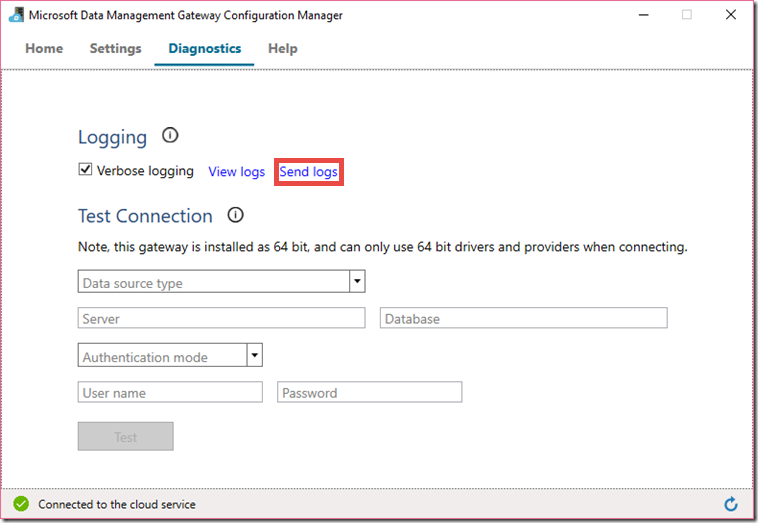 Microsoft Data Management Gateway Configuration Manager
Home Settings Diagnostics Help
Logging
Verbose logging View logs Send logs
Test Connection
Note, this gateway is installed as 64 bit, and can only use 64 bit drivers and providers when connecting.
Data source type
Server Database
Authentication mode
User name Password
Test
Connected to the cloud service